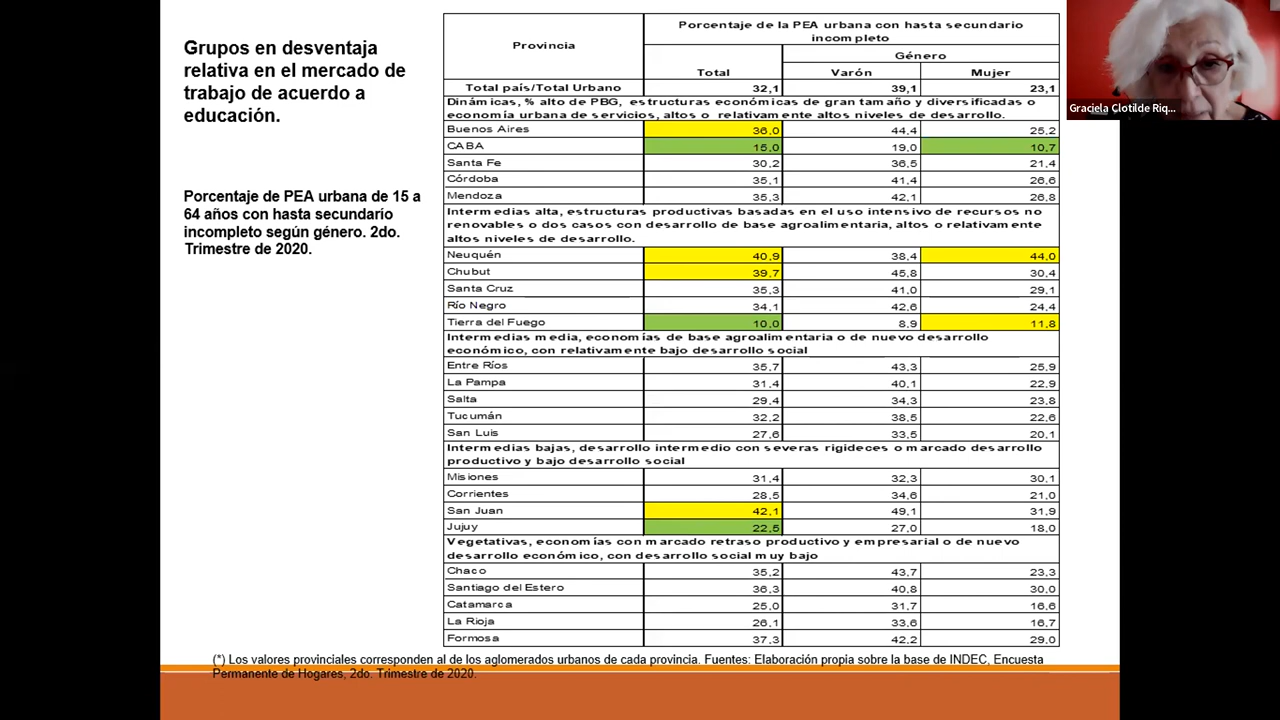 Grupos en desventaja
relativa en el mercado de
trabajo de acuerdo a
educación.
Porcentaje de PEA urbana de 15 a
64 años con hasta secundario
incompleto según género. 2do.
Trimestre de 2020.
Provincia
Porcentaje de la PEA urbana con hasta secundario
incompleto
Género
Total Varón Mujer
Total país/Total Urbano 32,1 39,1 23,1
Dinámicas, % alto de PBG, estructuras económicas de gran tamaño y diversificadas o
economía urbana de servicios, altos o relativamente altos niveles de desarrollo.
Buenos Aires 36,0 44,4 25,2
CABA 15,0 19,0 10,7
Santa Fe 30,2 36,5 21,4
Córdoba 35,1 41,4 26,6
Mendoza 35,3 42,1 26,8
Intermedias alta, estructuras productivas basadas en el uso intensivo de recursos no
renovables o dos casos con desarrollo de base agroalimentaria, altos o relativamente
altos niveles de desarrollo.
Neuquén 40,9 38,4 44,0
Chubut 39,7 45,8 30,4
Santa Cruz 35,3 41,0 29,1
Río Negro 34,1 42,6 24,4
Tierra del Fuego 10,0 8,9 11,8
Intermedias media, economías de base agroalimentaria o de nuevo desarrollo
económico, con relativamente bajo desarrollo social
Entre Ríos 35,7 43,3 25,9
La Pampa 31,4 40,1 22,9
Salta 29,4 34,3 23,8
Tucumán 32,2 38,5 22,6
San Luis 27,6 33,5 20,1
Intermedias bajas, desarrollo intermedio con severas rigideces o marcado desarrollo
productivo y bajo desarrollo social
Misiones 31,4 32,3 30,1
Corrientes 28,5 34,6 21,0
San Juan 42,1 49,1 31,9
Jujuy 22,5 27,0 18,0
Vegetativas, economías con marcado retraso productivo y empresarial o de nuevo
desarrollo económico, con desarrollo social muy bajo
Chaco 35,2 43,7 23,3
Santiago del Estero 36,3 40,8 30,0
Catamarca 25,0 31,7 16,6
La Rioja 26,1 33,6 16,7
Formosa 37,3 42,2 29,0
(*) Los valores provinciales corresponden al de los aglomerados urbanos de cada provincia. Fuentes: Elaboración propia sobre la base de INDEC, Encuesta
Permanente de Hogares, 2do. Trimestre de 2020.
Graciela Clotilde Riq...